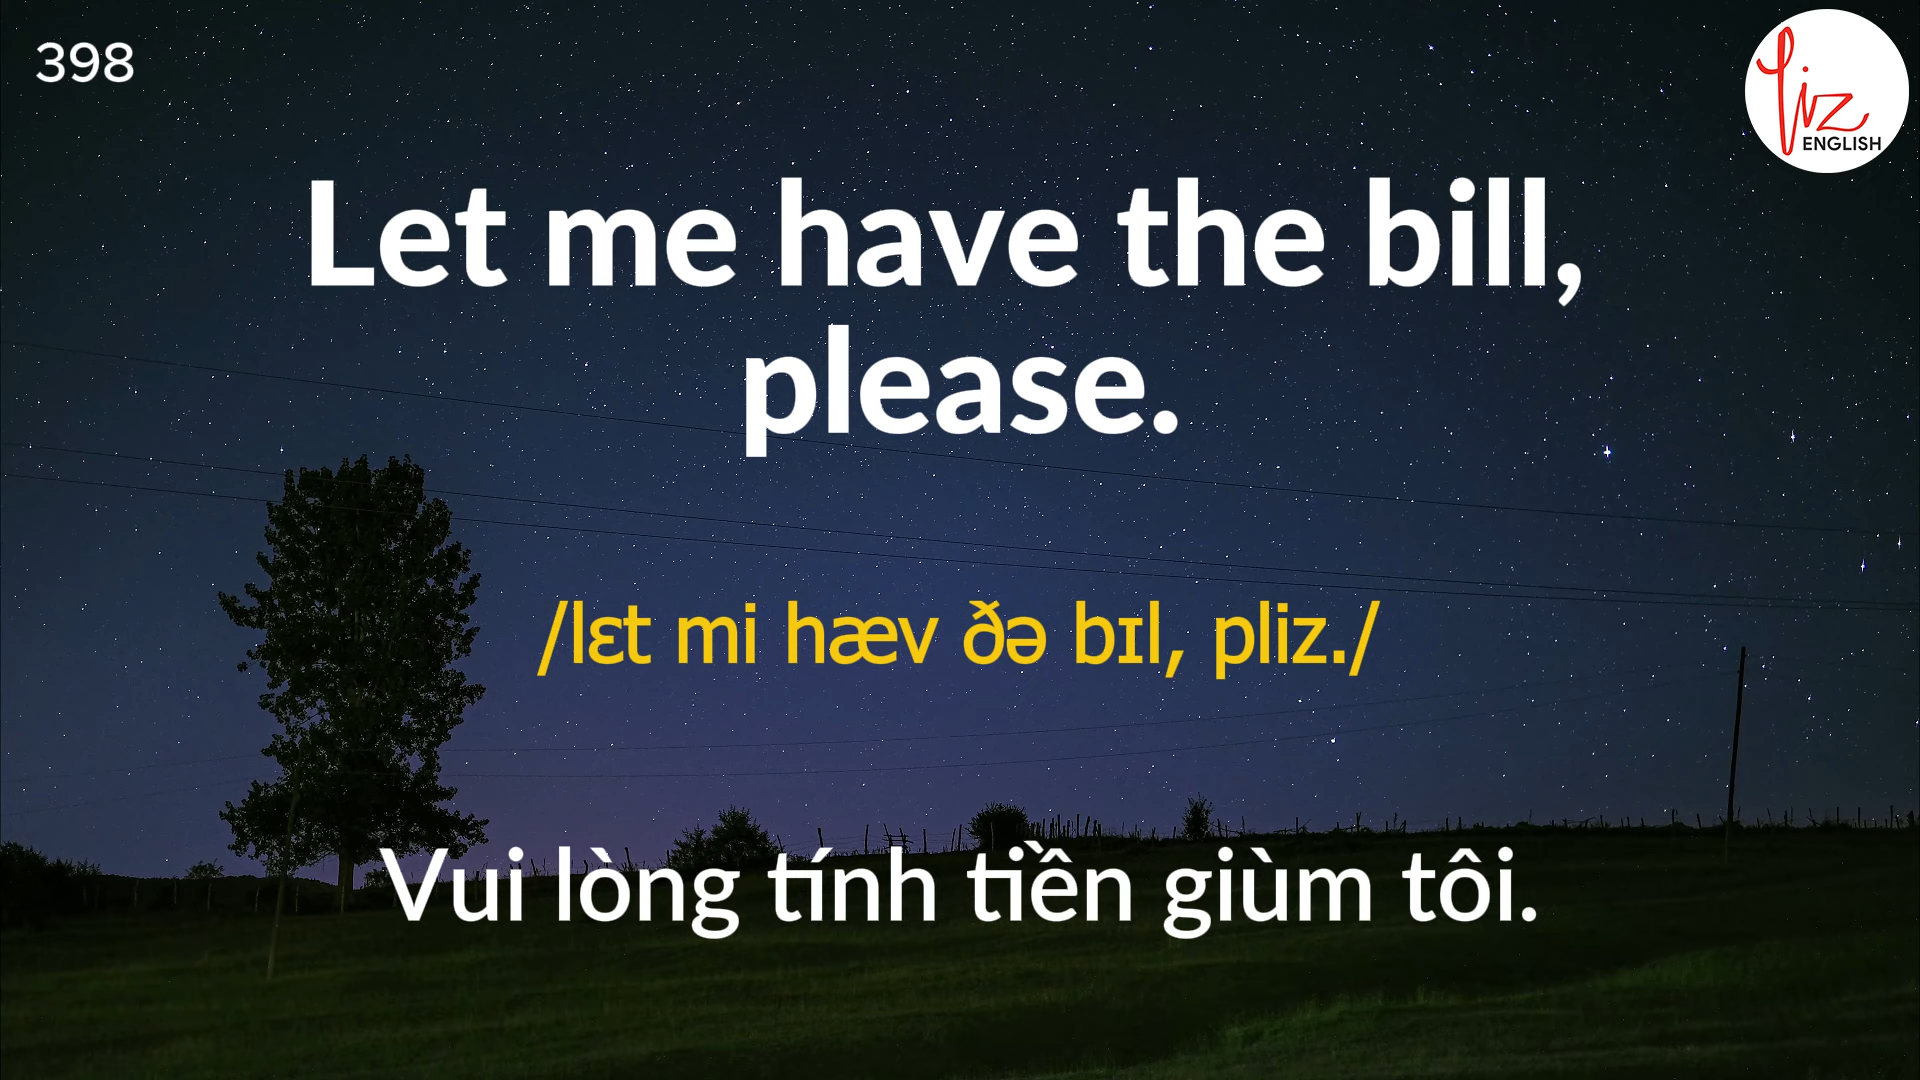 398
Liz
ENGLISH
Let me have the bill,
please.
/lɛt mi hæv ðə bɪl, pliz./
Vui lòng tính tiền giùm tôi.